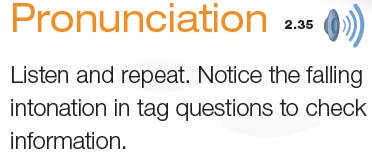 Pronunciation 2.35
Listen and repeat. Notice the falling
intonation in tag questions to check
information.